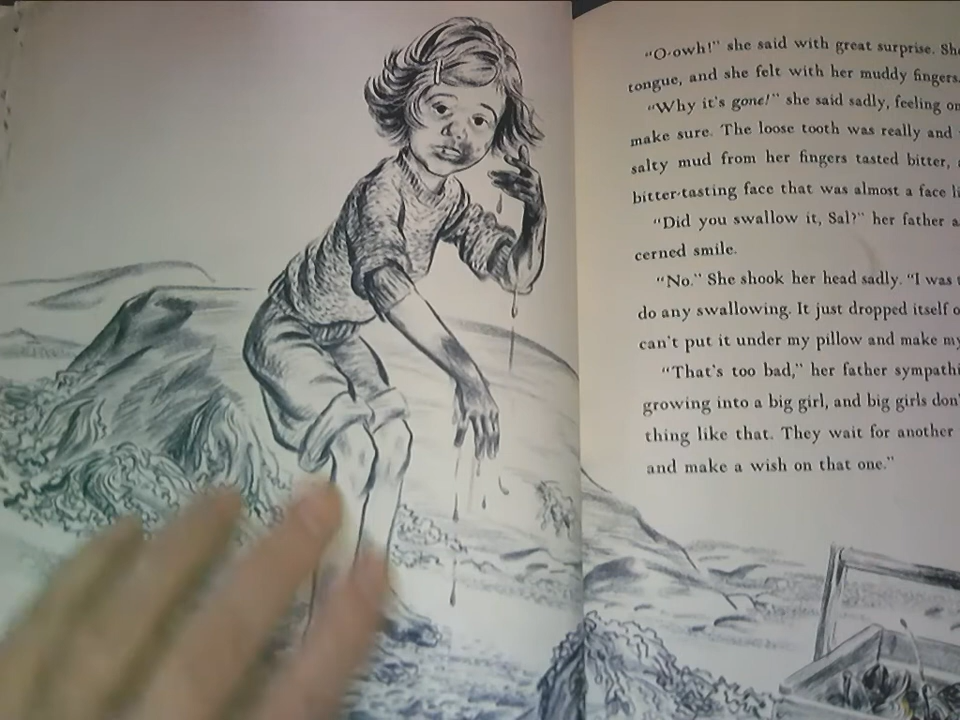 "O-owh!" she said with great surprise. She
tongue, and she felt with her muddy fingers.
"Why it's gone!" she said sadly, feeling
make sure. The loose tooth was really and
salty mud from her fingers tasted bitter,
bitter-tasting face that was almost a face
"Did you swallow it, Sal?" her father
cerned smile.
"No." She shook her head sadly. "I was
do any swallowing. It just dropped itself
can't put it under my pillow and make my
"That's too bad," her father
growing into a big girl, and big girls don'
thing like that. They wait for another
and make a wish on that one."